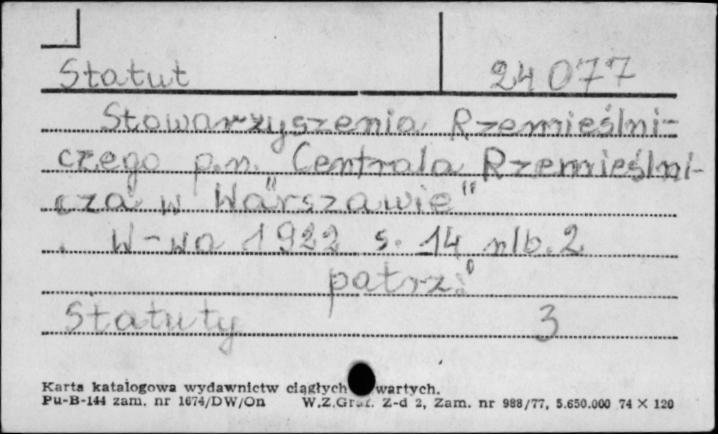 Statut 24077
Stowarzyszenia Rzemieślni-
czego p.n. "Centrala Rzemieślni-
cza w Warszawie"
W-wa 1922 s. 14 nlb. 2
patrz:
Statuty 3
Karta katalogowa wydawnictw ciągłych wartych.
Pu-B-144 zam. nr 1674/DW/On W.Z.Graf. Z-d 2, Zam. nr 988/77, 5.650.000 74 X 120